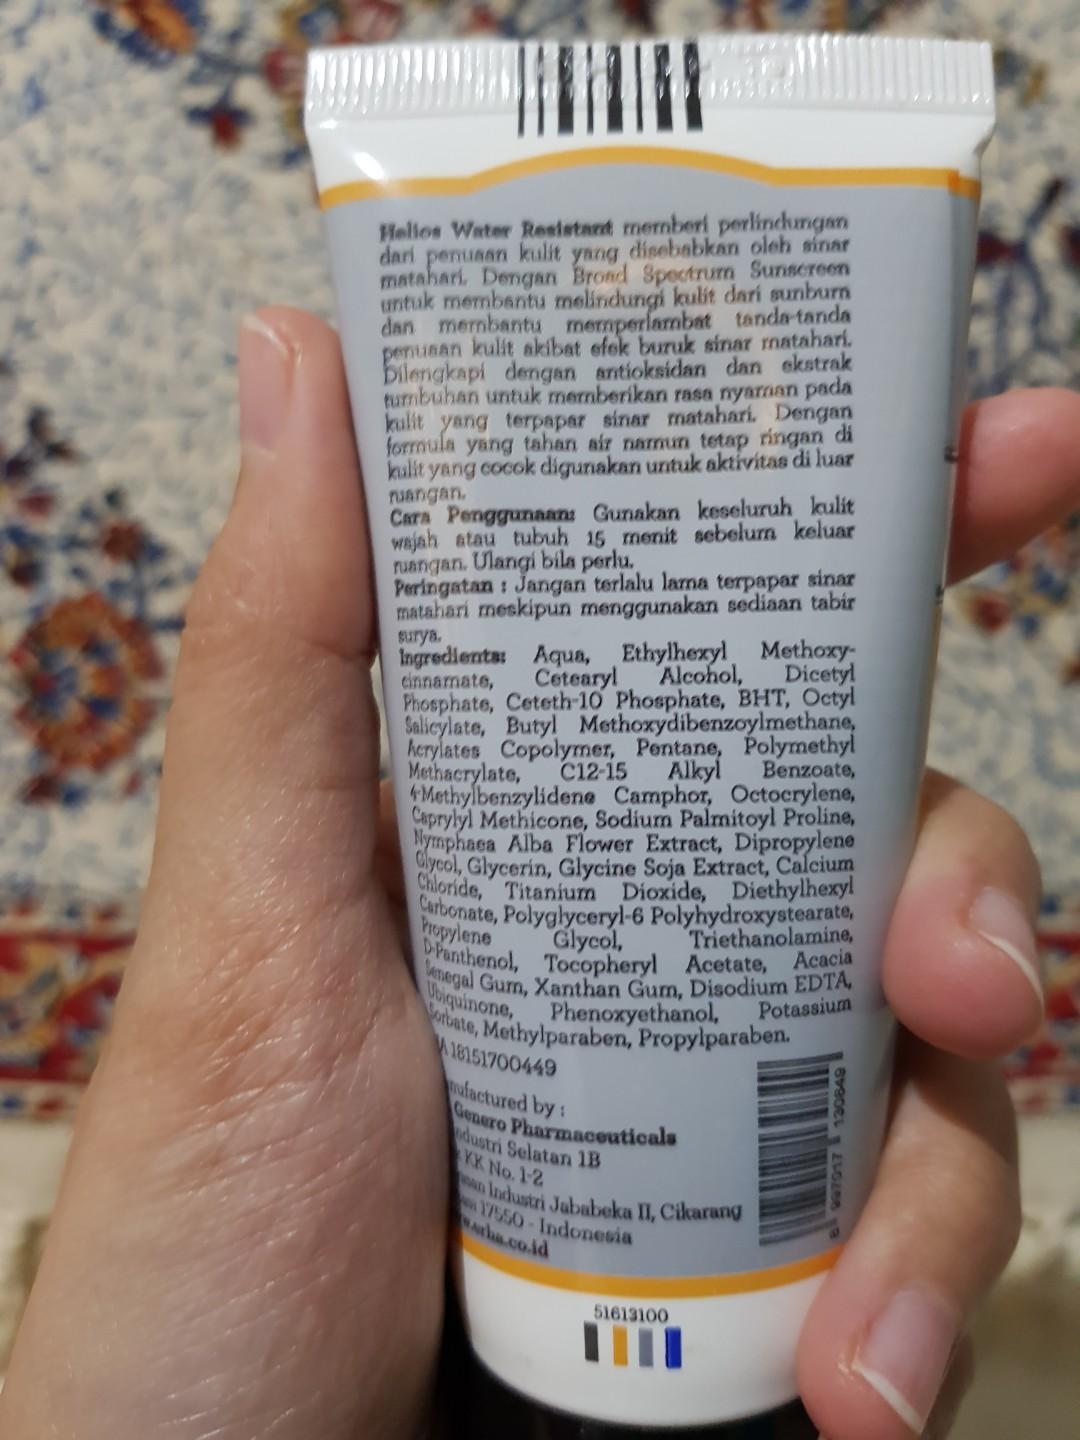 Helios Water Resistant memberi perlindungan
dari penuaan kulit yang disebabkan oleh sinar
matahari. Dengan Broad Spectrum Sunscreen
untuk membantu melindungi kulit dari sunburn
dan membantu memperlambat tanda-tanda
penuaan kulit akibat efek buruk sinar matahari.
Dilengkapi dengan antioksidan dan ekstrak
tumbuhan untuk memberikan rasa nyaman pada
kulit yang terpapar sinar matahari. Dengan
formula yang tahan air namun tetap ringan di
kulit yang cocok digunakan untuk aktivitas di luar
ruangan.
Cara Penggunaan: Gunakan keseluruh kulit
wajah atau tubuh 15 menit sebelum keluar
ruangan. Ulangi bila perlu.
Peringatan : Jangan terlalu lama terpapar sinar
matahari meskipun menggunakan sediaan tabir
surya.
Ingredients: Aqua, Ethylhexyl Methoxy-
cinnamate, Cetearyl Alcohol, Dicetyl
Phosphate, Ceteth-10 Phosphate, BHT, Octyl
Salicylate, Butyl Methoxydibenzoylmethane,
Acrylates Copolymer, Pentane, Polymethyl
Methacrylate, C12-15 Alkyl Benzoate,
4-Methylbenzylidene Camphor, Octocrylene,
Caprylyl Methicone, Sodium Palmitoyl Proline,
Nymphaea Alba Flower Extract, Dipropylene
Glycol, Glycerin, Glycine Soja Extract, Calcium
Chloride, Titanium Dioxide, Diethylhexyl
Carbonate, Polyglyceryl-6 Polyhydroxystearate,
Propylene Glycol, Triethanolamine,
D-Panthenol, Tocopheryl Acetate, Acacia
Senegal Gum, Xanthan Gum, Disodium EDTA,
Ubiquinone, Phenoxyethanol, Potassium
Sorbate, Methylparaben, Propylparaben.
18151700449
by :
Genero Pharmaceuticals
Selatan 1B
KK No. 1-2
Industri Jababeka II, Cikarang
17550 - Indonesia
8 997017 130849
51613100